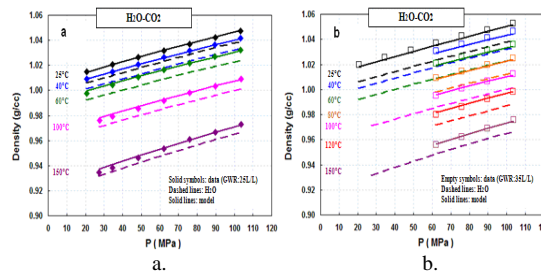 a
H2O-CO2
Density (g/cc)
1.06
1.04
1.02
1.00
0.98
0.96
0.94
0.92
0.90
25°C
40°C
60°C
100°C
150°C
Solid symbols: data (GWR:25L/L)
Dashed lines: H2O
Solid lines: model
0 10 20 30 40 50 60 70 80 90 100 110
P ( MPa)
a.
b
H2O-CO2
Density (g/cc)
1.06
1.04
1.02
1.00
0.98
0.96
0.94
0.92
0.90
25°C
40°C
60°C
80°C
100°C
120°C
150°C
Empty symbols: data (GWR:35L/L)
Dashed lines: H2O
Solid lines: model
0 10 20 30 40 50 60 70 80 90 100 110
P ( MPa)
b.